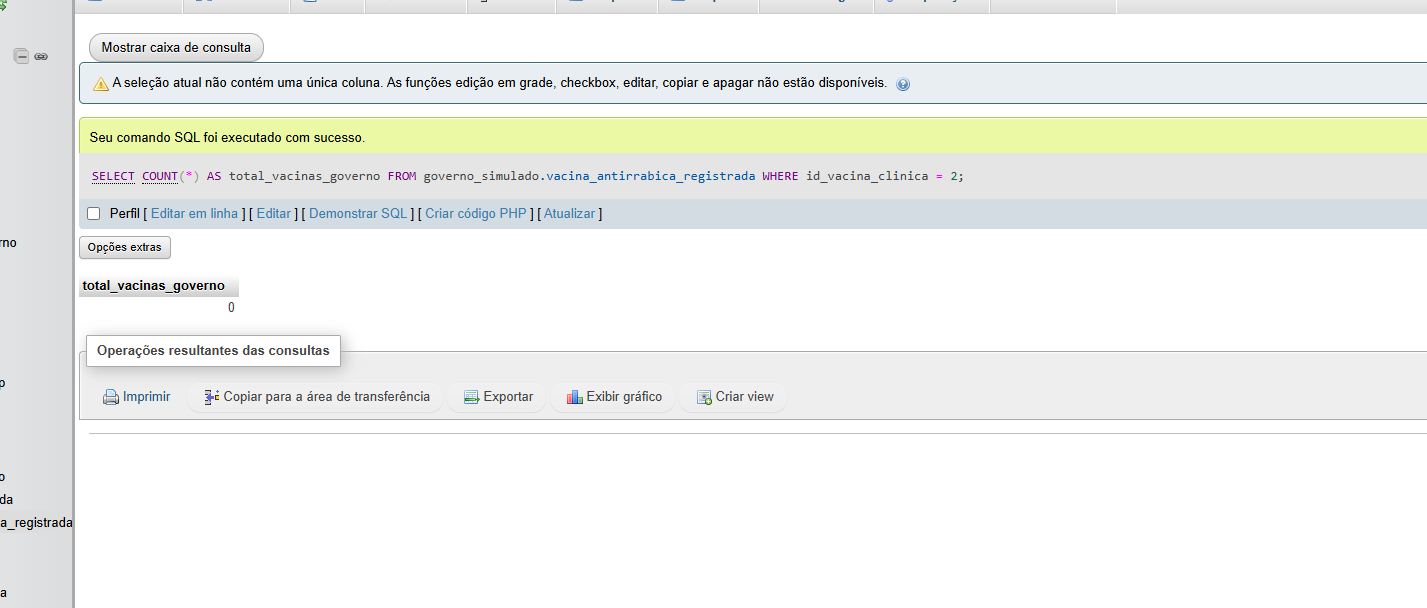 Mostrar caixa de consulta
A seleção atual não contém uma única coluna. As funções edição em grade, checkbox, editar, copiar e apagar não estão disponíveis.
Seu comando SQL foi executado com sucesso.
SELECT COUNT(*) AS total_vacinas_governo FROM governo_simulado.vacina_antirrabica_registrada WHERE id_vacina_clinica = 2;
Perfil [ Editar em linha ] [ Editar ] [ Demonstrar SQL ] [ Criar código PHP ] [ Atualizar ]
rno
Opções extras
total_vacinas_governo
0
Operações resultantes das consultas
p
Imprimir Copiar para a área de transferência Exportar Exibir gráfico Criar view
o
da
a_registrada
a